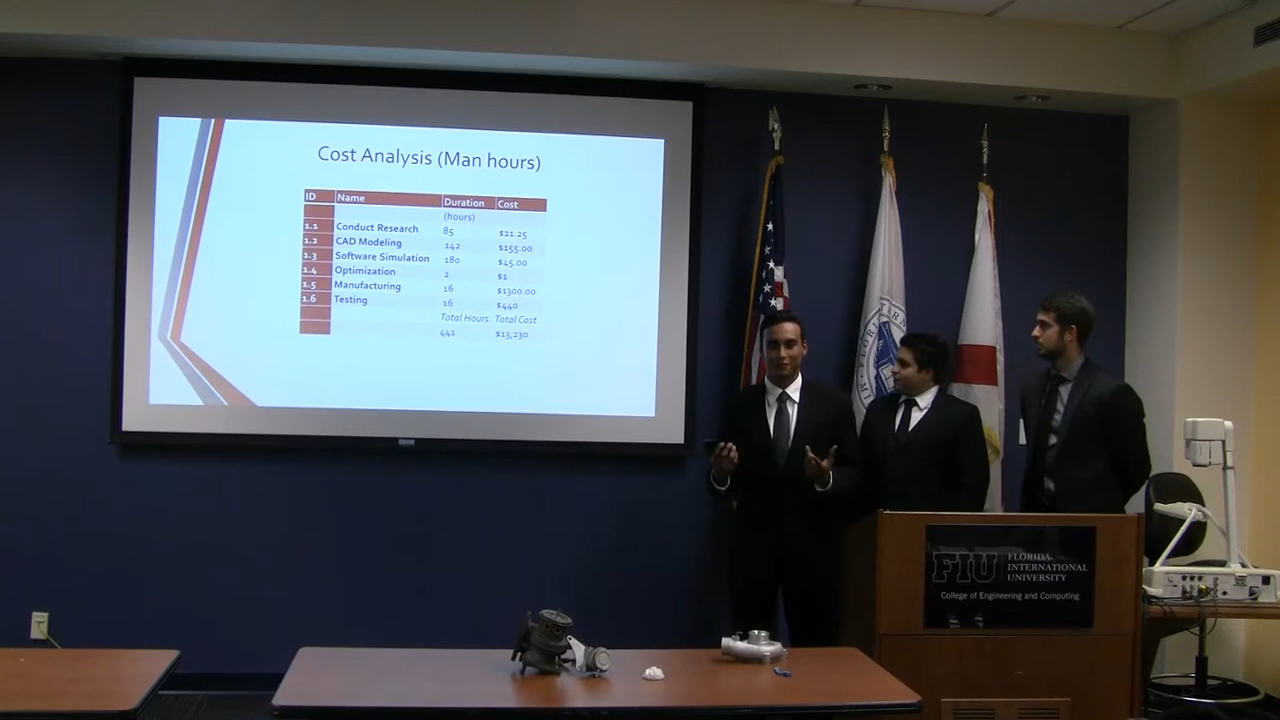 Cost Analysis (Man hours)
ID Name Duration Cost
(hours)
1.1 Conduct Research 85 $21.25
1.2 CAD Modeling 142 $155.00
1.3 Software Simulation 180 $45.00
1.4 Optimization 2 $1
1.5 Manufacturing 16 $1300.00
1.6 Testing 16 $440
Total Hours Total Cost
441 $13,230
FIU FLORIDA
INTERNATIONAL
UNIVERSITY
College of Engineering and Computing